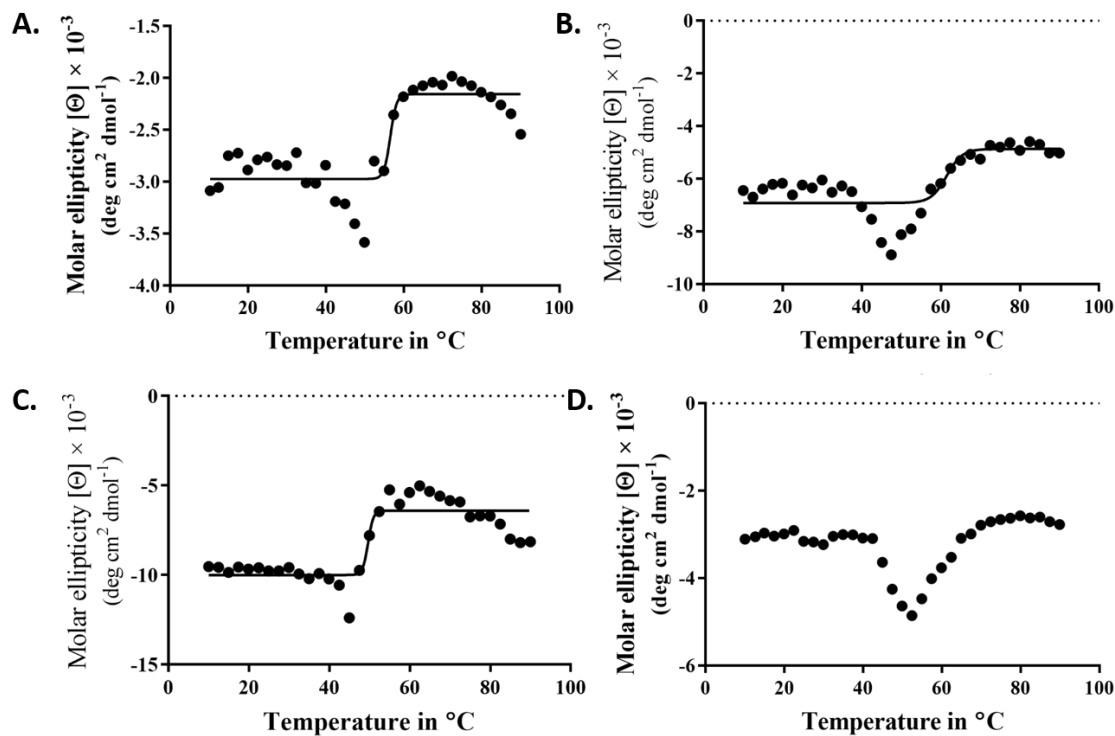 A.
Molar ellipticity [Θ] × 10⁻³
(deg cm² dmol⁻¹)
-1.5
-2.0
-2.5
-3.0
-3.5
-4.0
0
20
40
60
80
100
Temperature in °C
B.
Molar ellipticity [Θ] × 10⁻³
(deg cm² dmol⁻¹)
0
-2
-4
-6
-8
-10
0
20
40
60
80
100
Temperature in °C
C.
Molar ellipticity [Θ] × 10⁻³
(deg cm² dmol⁻¹)
0
-5
-10
-15
0
20
40
60
80
100
Temperature in °C
D.
Molar ellipticity [Θ] × 10⁻³
(deg cm² dmol⁻¹)
0
-2
-4
-6
0
20
40
60
80
100
Temperature in °C